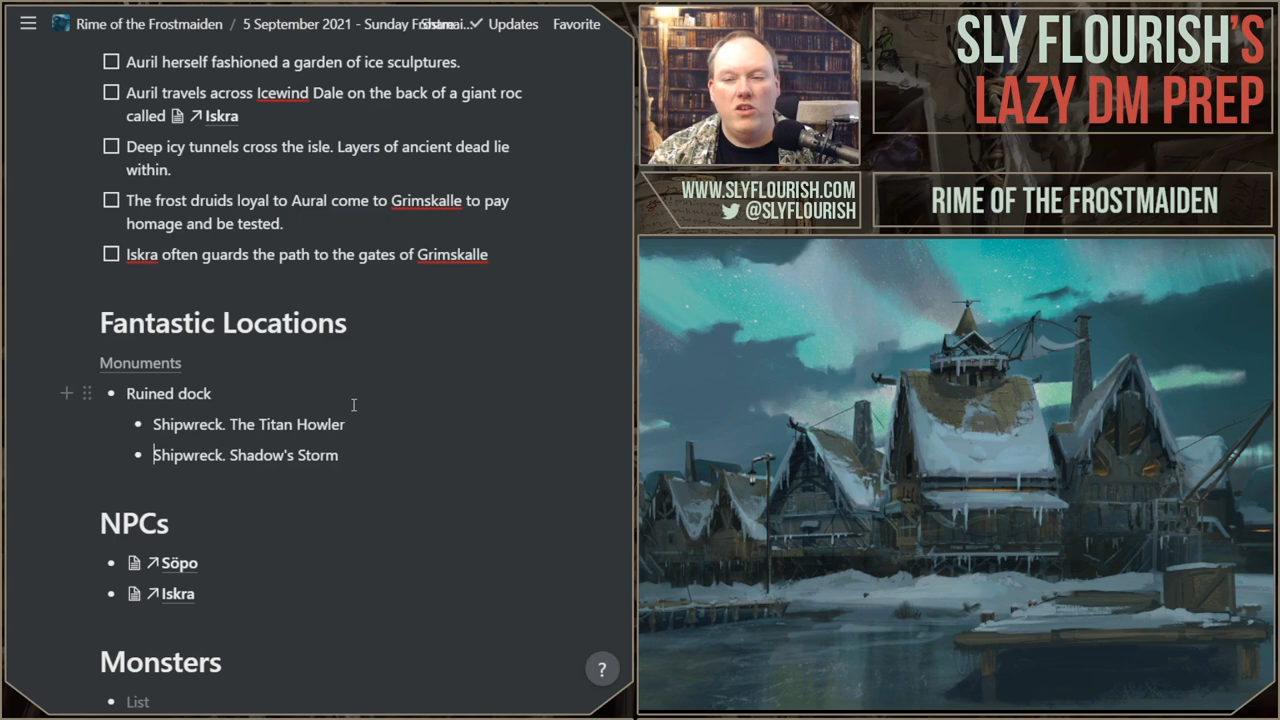 Rime of the Frostmaiden / 5 September 2021 - Sunday Updates Favorite
Auril herself fashioned a garden of ice sculptures.
Auril travels across Icewind Dale on the back of a giant roc
called Iskra
Deep icy tunnels cross the isle. Layers of ancient dead lie
within.
The frost druids loyal to Aural come to Grimskalle to pay
homage and be tested.
Iskra often guards the path to the gates of Grimskalle
Fantastic Locations
Monuments
Ruined dock
Shipwreck. The Titan Howler
Shipwreck. Shadow's Storm
NPCs
Söpo
Iskra
Monsters
List
?
SLY FLOURISH'S
LAZY DM PREP
WWW.SLYFLOURISH.COM
@SLYFLOURISH
RIME OF THE FROSTMAIDEN